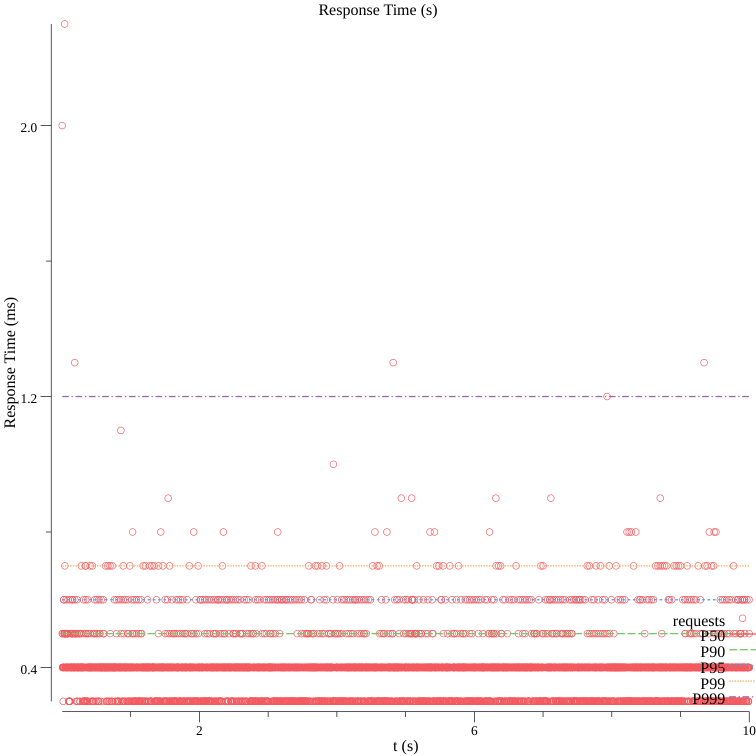 Response Time (s)
2.0
1.2
0.4
Response Time (ms)
requests
P50
P90
P95
P99
P999
2 6 10
t (s)